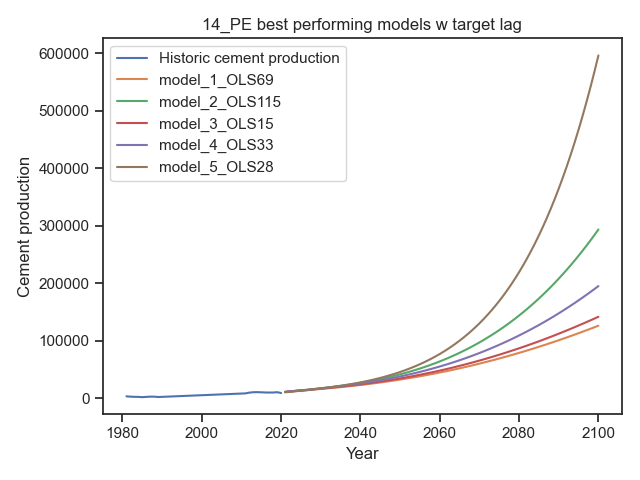 14_PE best performing models w target lag
Historic cement production
model_1_OLS69
model_2_OLS115
model_3_OLS15
model_4_OLS33
model_5_OLS28
Cement production
600000
500000
400000
300000
200000
100000
0
1980 2000 2020 2040 2060 2080 2100
Year